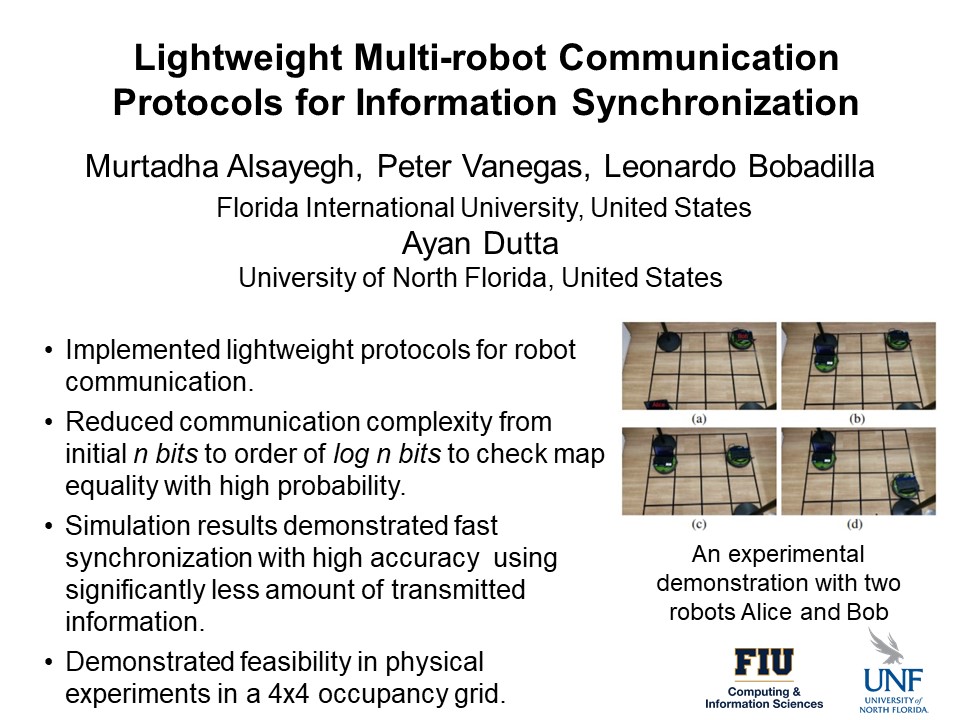 Lightweight Multi-robot Communication
Protocols for Information Synchronization
Murtadha Alsayegh, Peter Vanegas, Leonardo Bobadilla
Florida International University, United States
Ayan Dutta
University of North Florida, United States
• Implemented lightweight protocols for robot
communication.
• Reduced communication complexity from
initial n bits to order of log n bits to check map
equality with high probability.
• Simulation results demonstrated fast
synchronization with high accuracy using
significantly less amount of transmitted
information.
• Demonstrated feasibility in physical
experiments in a 4x4 occupancy grid.
(a)
(b)
(c)
(d)
An experimental
demonstration with two
robots Alice and Bob
FIU
Computing &
Information Sciences
UNF
UNIVERSITY of
NORTH FLORIDA.